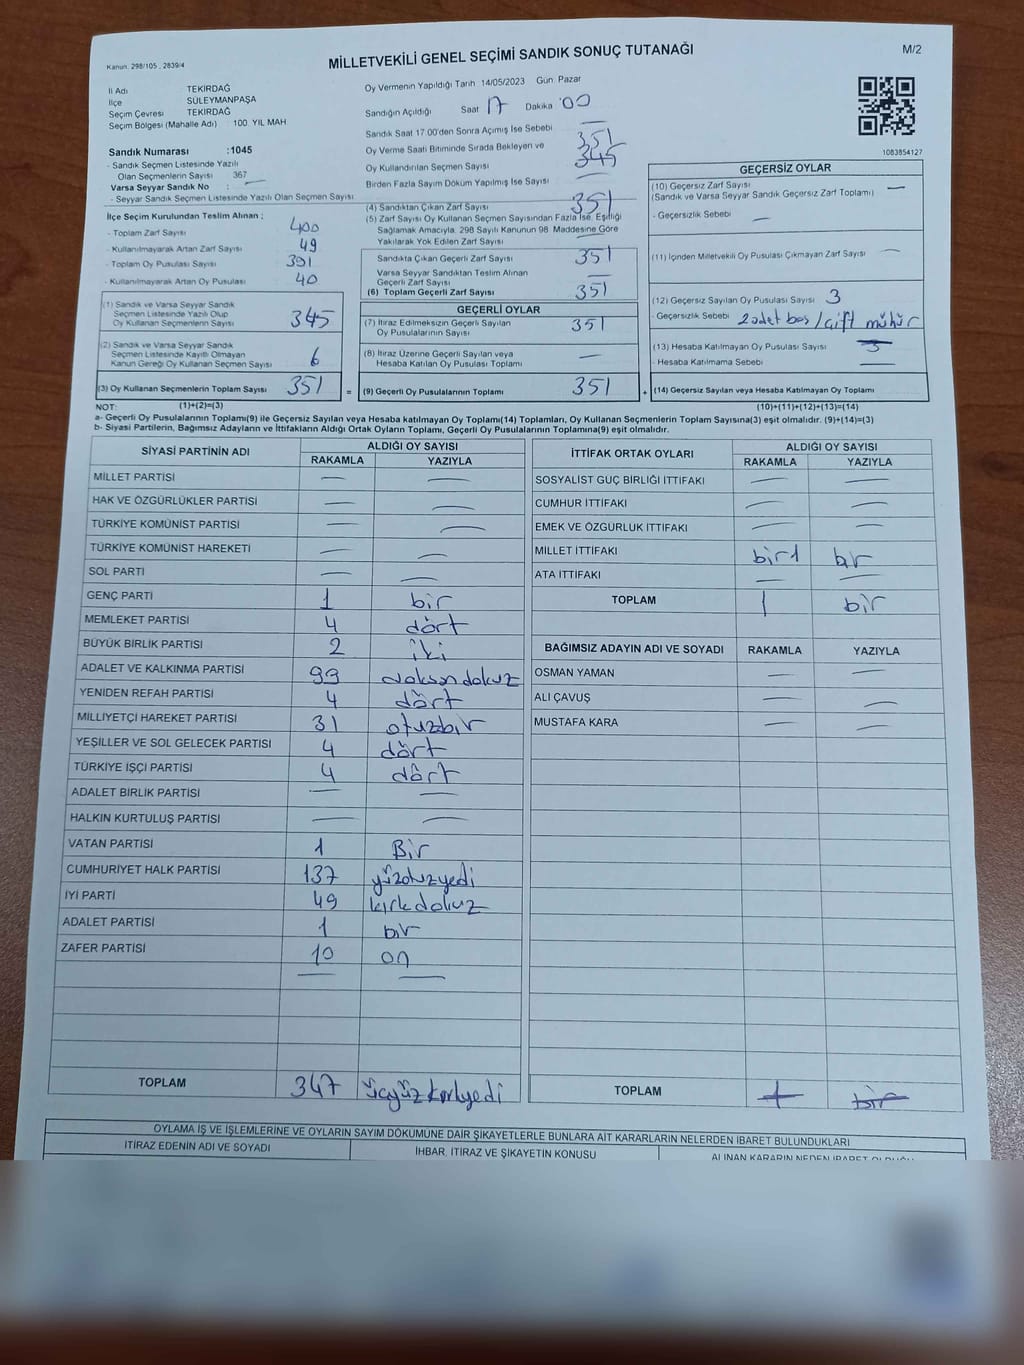 Kanun. 298/105 , 2839/4
MİLLETVEKİLİ GENEL SEÇİMİ SANDIK SONUÇ TUTANAĞI
M/2
İl Adı TEKİRDAĞ
İlçe SÜLEYMANPAŞA
Seçim Çevresi TEKİRDAĞ
Seçim Bölgesi (Mahalle Adı) : 100. YIL MAH
Sandık Numarası :1045
- Sandık Seçmen Listesinde Yazılı
Olan Seçmenlerin Sayısı 367
Varsa Seyyar Sandık No : —
- Seyyar Sandık Seçmen Listesinde Yazılı Olan Seçmen Sayısı
İlçe Seçim Kurulundan Teslim Alınan ;
- Toplam Zarf Sayısı 400
- Kullanılmayarak Artan Zarf Sayısı 49
- Toplam Oy Pusulası Sayısı 391
- Kullanılmayarak Artan Oy Pusulası 40
(1) Sandık ve Varsa Seyyar Sandık
Seçmen Listesinde Yazılı Olup
Oy Kullanan Seçmenlerin Sayısı 345
(2) Sandık ve Varsa Seyyar Sandık
Seçmen Listesinde Kayıtlı Olmayan
Kanun Gereği Oy Kullanan Seçmen Sayısı 6
(3) Oy Kullanan Seçmenlerin Toplam Sayısı 351 =
(1)+(2)=(3)
Oy Vermenin Yapıldığı Tarih 14/05/2023 Gün Pazar
Sandığın Açıldığı Saat 17 Dakika 00
Sandık Saat 17.00'den Sonra Açılmış İse Sebebi —
Oy Verme Saati Bitiminde Sırada Bekleyen ve 351
Oy Kullandırılan Seçmen Sayısı 345
Birden Fazla Sayım Döküm Yapılmış İse Sayısı —
(4) Sandıktan Çıkan Zarf Sayısı 351
(5) Zarf Sayısı Oy Kullanan Seçmen Sayısından Fazla İse, Eşitliği
Sağlamak Amacıyla, 298 Sayılı Kanunun 98. Maddesine Göre
Yakılarak Yok Edilen Zarf Sayısı
Sandıkta Çıkan Geçerli Zarf Sayısı 351
Varsa Seyyar Sandıktan Teslim Alınan
Geçerli Zarf Sayısı —
(6) Toplam Geçerli Zarf Sayısı 351
GEÇERLİ OYLAR
(7) İtiraz Edilmeksizin Geçerli Sayılan
Oy Pusulalarının Sayısı 351
(8) İtiraz Üzerine Geçerli Sayılan veya
Hesaba Katılan Oy Pusulaları Toplamı —
(9) Geçerli Oy Pusulalarının Toplamı 351 +
1083854127
GEÇERSİZ OYLAR
(10) Geçersiz Zarf Sayısı —
(Sandık ve Varsa Seyyar Sandık Geçersiz Zarf Toplamı)
- Geçersizlik Sebebi —
(11) İçinden Milletvekili Oy Pusulası Çıkmayan Zarf Sayısı —
(12) Geçersiz Sayılan Oy Pusulası Sayısı 3
- Geçersizlik Sebebi 2 adet boş / çift mühür
(13) Hesaba Katılmayan Oy Pusulası Sayısı 3
- Hesaba Katılmama Sebebi —
(14) Geçersiz Sayılan veya Hesaba Katılmayan Oy Toplamı
(10)+(11)+(12)+(13)=(14)
NOT:
a- Geçerli Oy Pusulalarının Toplamı(9) ile Geçersiz Sayılan veya Hesaba katılmayan Oy Toplamı(14) Toplamları, Oy Kullanan Seçmenlerin Toplam Sayısına(3) eşit olmalıdır. (9)+(14)=(3)
b- Siyasi Partilerin, Bağımsız Adayların ve İttifakların Aldığı Ortak Oyların Toplamı, Geçerli Oy Pusulalarının Toplamına(9) eşit olmalıdır.
SİYASİ PARTİNİN ADI ALDIĞI OY SAYISI
RAKAMLA YAZIYLA
MİLLET PARTİSİ — —
HAK VE ÖZGÜRLÜKLER PARTİSİ — —
TÜRKİYE KOMÜNİST PARTİSİ — —
TÜRKİYE KOMÜNİST HAREKETİ — —
SOL PARTİ — —
GENÇ PARTİ 1 bir
MEMLEKET PARTİSİ 4 dört
BÜYÜK BİRLİK PARTİSİ 2 iki
ADALET VE KALKINMA PARTİSİ 99 doksandokuz
YENİDEN REFAH PARTİSİ 4 dört
MİLLİYETÇİ HAREKET PARTİSİ 31 otuzbir
YEŞİLLER VE SOL GELECEK PARTİSİ 4 dört
TÜRKİYE İŞÇİ PARTİSİ 4 dört
ADALET BİRLİK PARTİSİ — —
HALKIN KURTULUŞ PARTİSİ — —
VATAN PARTİSİ 1 Bir
CUMHURİYET HALK PARTİSİ 137 yüzotuzyedi
İYİ PARTİ 49 kırkdokuz
ADALET PARTİSİ 1 bir
ZAFER PARTİSİ 10 on
— —
TOPLAM 347 üçyüzkırkyedi
İTTİFAK ORTAK OYLARI ALDIĞI OY SAYISI
RAKAMLA YAZIYLA
SOSYALİST GÜÇ BİRLİĞİ İTTİFAKI — —
CUMHUR İTTİFAKI — —
EMEK VE ÖZGÜRLÜK İTTİFAKI — —
MİLLET İTTİFAKI bir1 bir
ATA İTTİFAKI — —
TOPLAM 1 bir
BAĞIMSIZ ADAYIN ADI VE SOYADI RAKAMLA YAZIYLA
OSMAN YAMAN — —
ALİ ÇAVUŞ — —
MUSTAFA KARA — —
TOPLAM 1 bir
OYLAMA İŞ VE İŞLEMLERİNE VE OYLARIN SAYIM DÖKÜMÜNE DAİR ŞİKAYETLERLE BUNLARA AİT KARARLARIN NELERDEN İBARET BULUNDUKLARI
İTİRAZ EDENİN ADI VE SOYADI İHBAR, İTİRAZ VE ŞİKAYETİN KONUSU ALINAN KARARIN NEDEN İBARET OLDUĞU